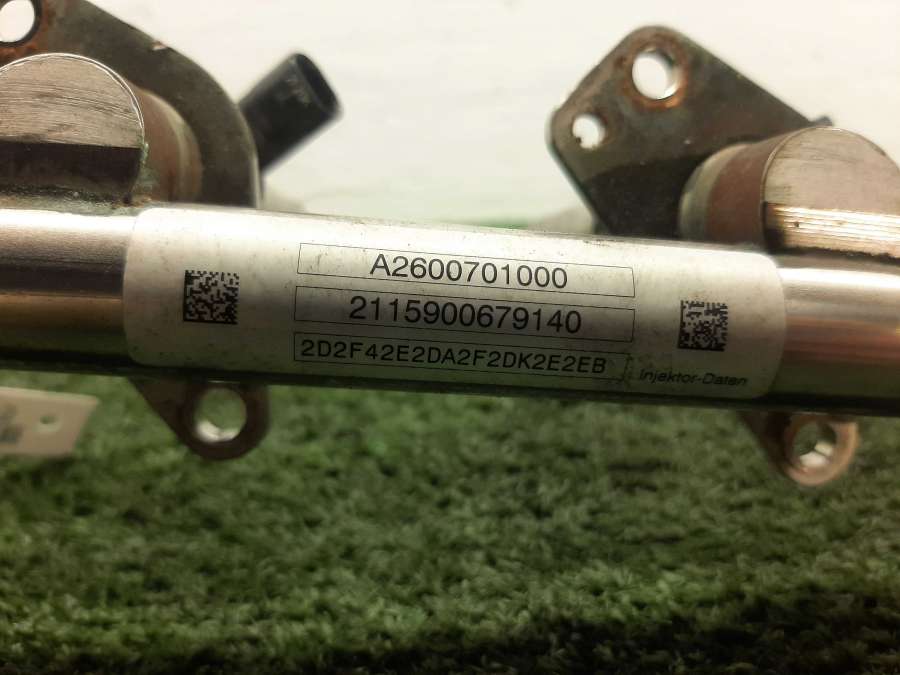 A2600701000
2115900679140
2D2F42E2DA2F2DK2E2EB
Injektor-Daten